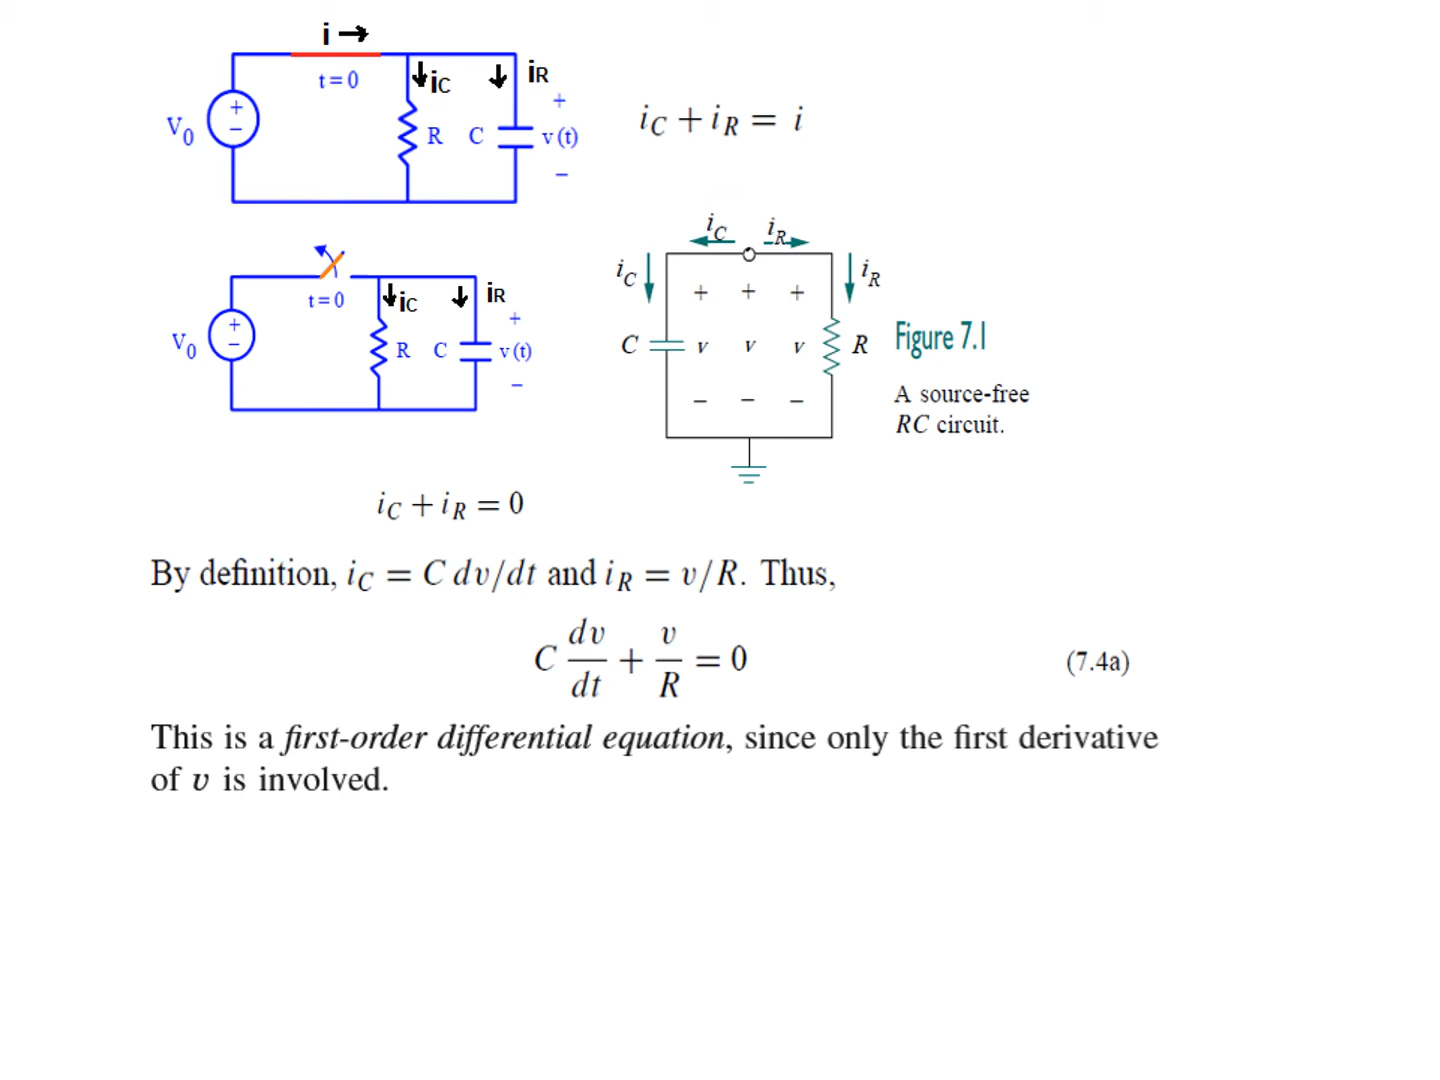 i →
t = 0
iC
iR
+
V0
+
−
R
C
v (t)
−
iC + iR = i
iC
iR
iC
iR
+ + +
C
v v v
R
− − −
Figure 7.1
A source-free
RC circuit.
t = 0
iC
iR
+
V0
+
−
R
C
v (t)
−
iC + iR = 0
By definition, iC = C dv/dt and iR = v/R. Thus,
C dv/dt + v/R = 0 (7.4a)
This is a first-order differential equation, since only the first derivative
of v is involved.